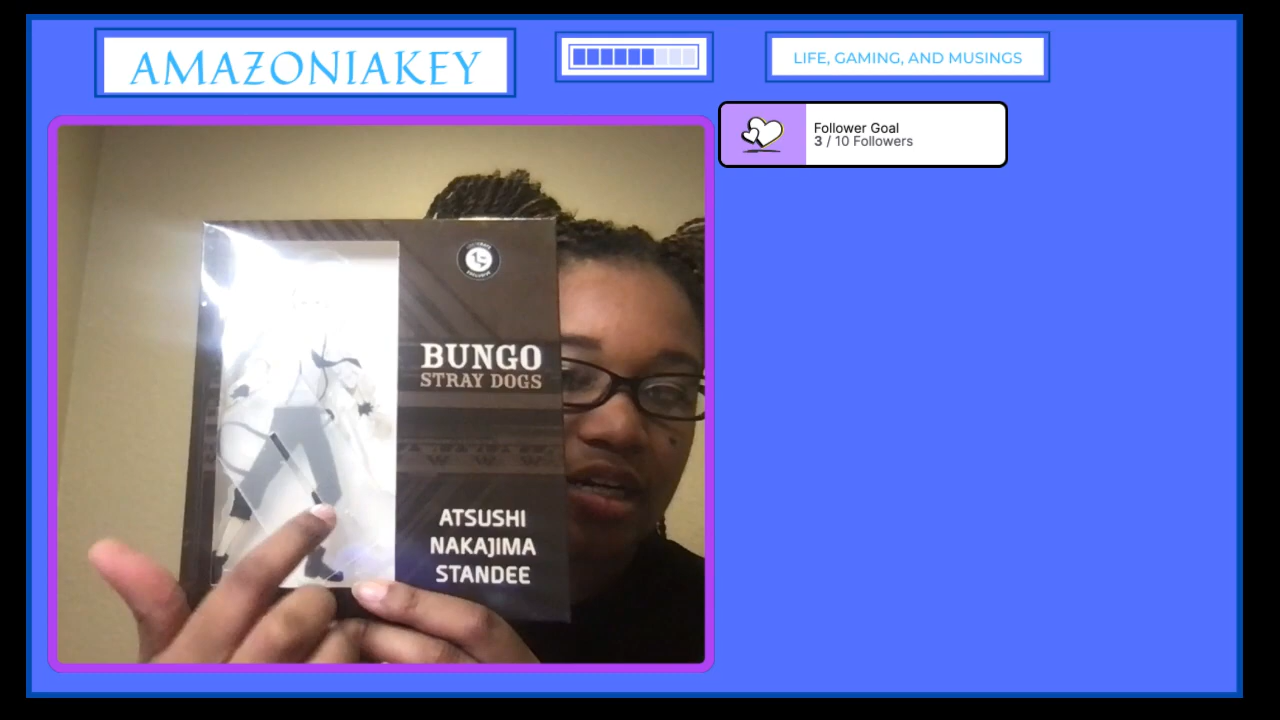 AMAZONIAKEY
LIFE, GAMING, AND MUSINGS
Follower Goal
3 / 10 Followers
BUNGO
STRAY DOGS
ATSUSHI
NAKAJIMA
STANDEE